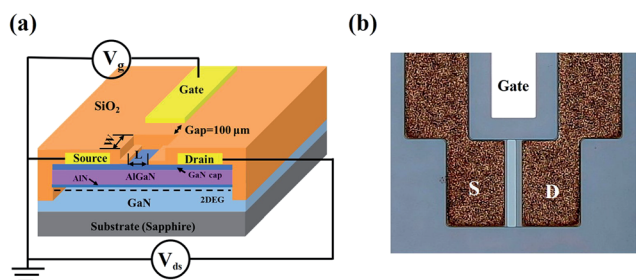 (a)
(b)
Vg
Gate
SiO2
Gap=100 μm
W
L
Source
Drain
AlN
AlGaN
GaN cap
GaN
2DEG
Substrate (Sapphire)
Vds
Gate
S
D